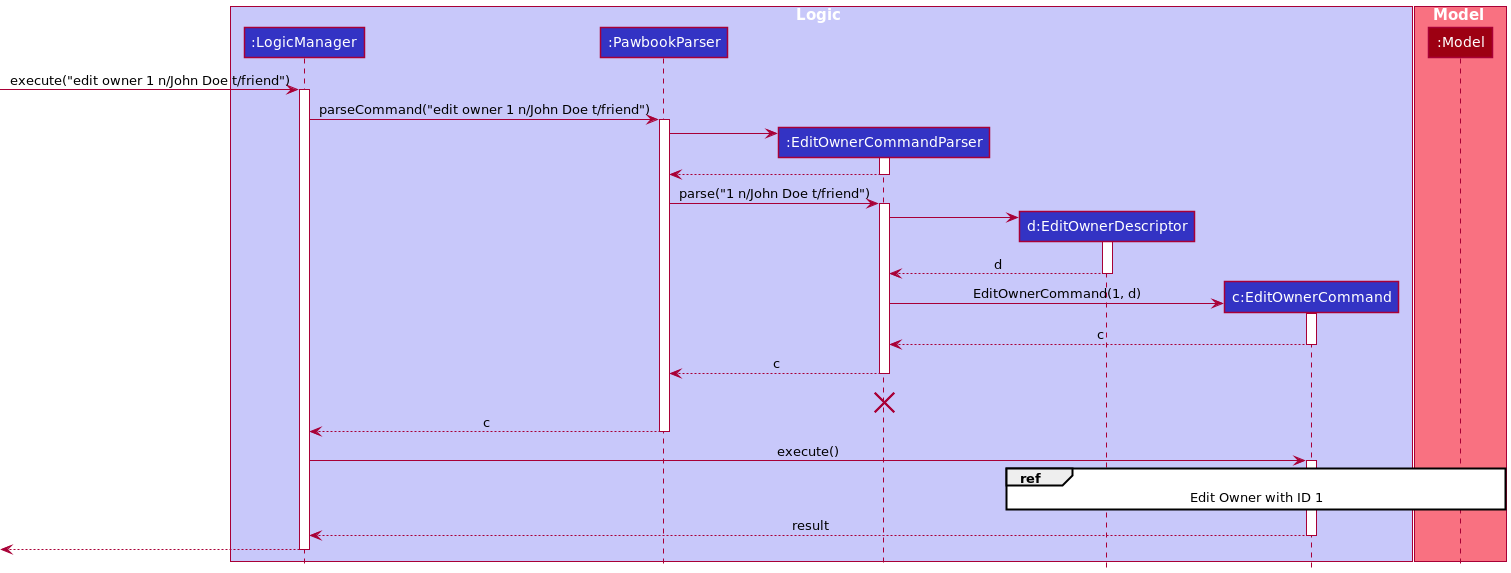 Logic
Model
:LogicManager
:PawbookParser
:Model
execute("edit owner 1 n/John Doe t/friend")
parseCommand("edit owner 1 n/John Doe t/friend")
:EditOwnerCommandParser
parse("1 n/John Doe t/friend")
d:EditOwnerDescriptor
d
EditOwnerCommand(1, d)
c:EditOwnerCommand
c
c
c
execute()
ref
Edit Owner with ID 1
result